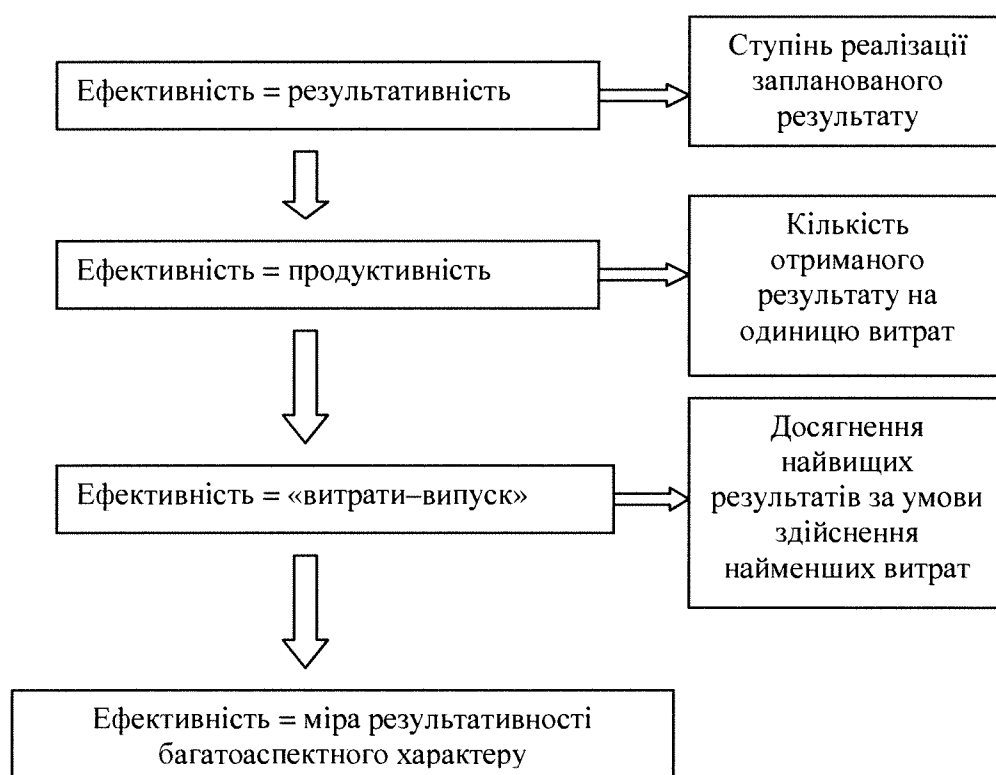 Ефективність = результативність
Ступінь реалізації
запланованого
результату
Ефективність = продуктивність
Кількість
отриманого
результату на
одиницю витрат
Ефективність = «витрати–випуск»
Досягнення
найвищих
результатів за умови
здійснення
найменших витрат
Ефективність = міра результативності
багатоаспектного характеру